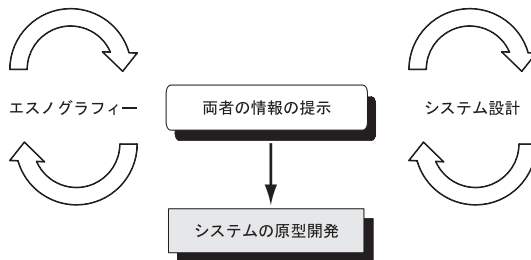 エスノグラフィー
両者の情報の提示
システム設計
システムの原型開発